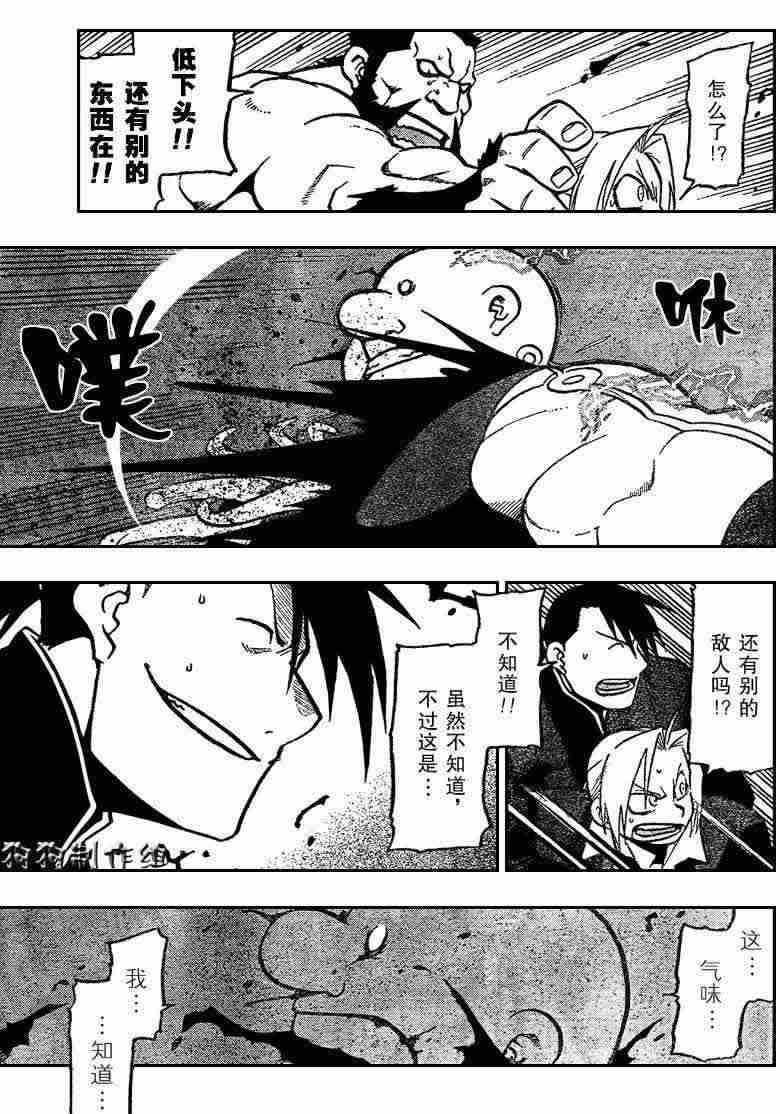 怎么了!?
低下头!!
还有别的
东西在!!
咻
噗
还有别的
敌人吗!?
不知道!!
虽然不知道,
不过这是…
这…
气味…
我…
…知道…